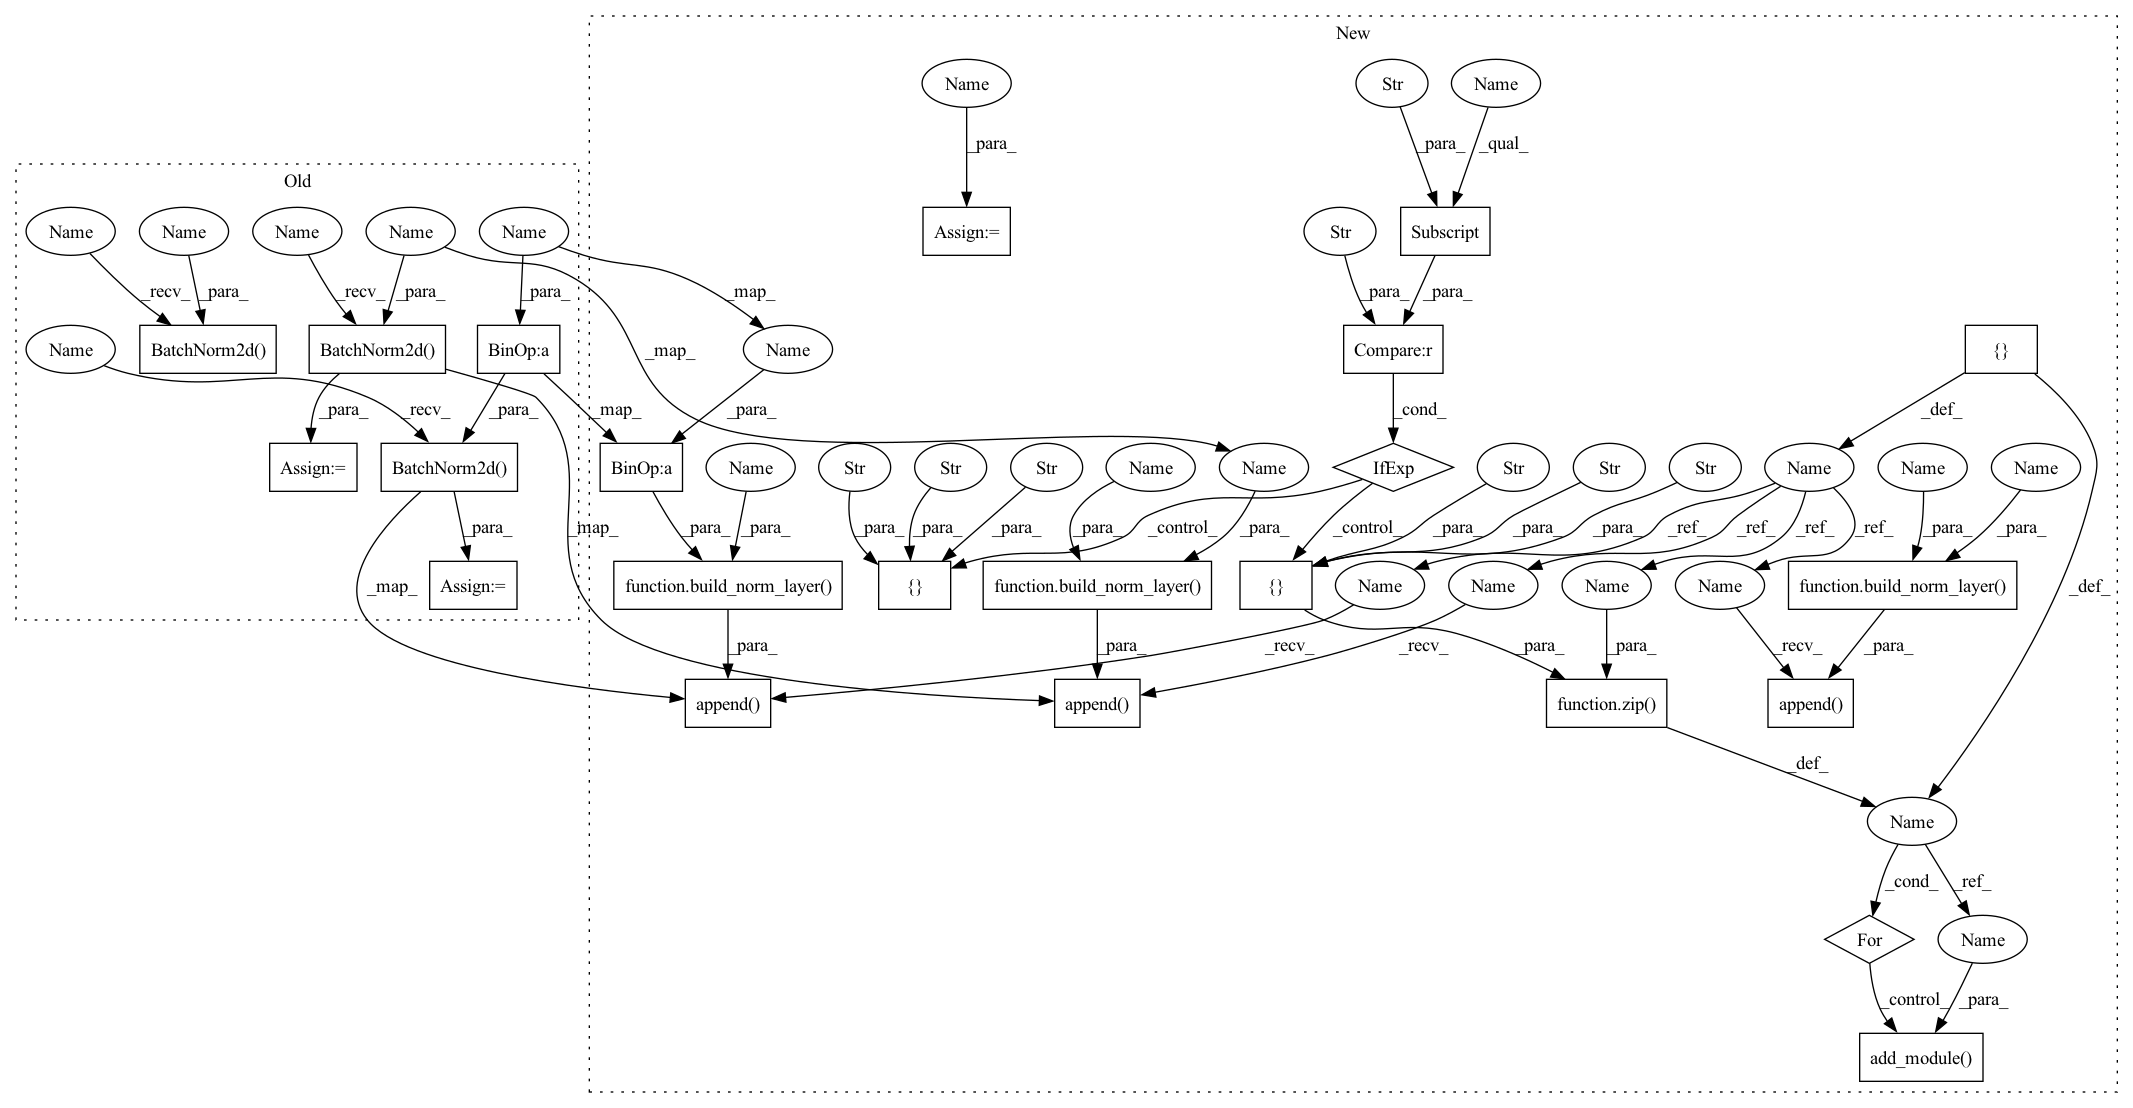 New
Name
Str
Name
_para_
_para_
_qual_
Old
Name
Name
Name
Name
Name
Assign:=
Str
Subscript
_recv_
_para_
_recv_
_para_
_para_
_map_
_para_
_para_
Name
BatchNorm2d()
BatchNorm2d()
BinOp:a
Name
Compare:r
{}
_map_
_para_
_recv_
_para_
_map_
_para_
_cond_
_def_
Assign:=
BatchNorm2d()
BinOp:a
Name
Str
Str
Str
Name
Name
IfExp
Str
Str
Str
Name
Name
Name
_para_
_map_
_para_
_para_
_para_
_para_
_para_
_para_
_control_
_para_
_control_
_para_
_para_
_para_
_ref_
_ref_
_ref_
_ref_
_para_
_para_
_map_
Assign:=
function.build_norm_layer()
{}
function.build_norm_layer()
{}
Name
Name
Name
Name
function.build_norm_layer()
_def_
_para_
_para_
_recv_
_recv_
_para_
_para_
_recv_
_para_
append()
append()
function.zip()
append()
_def_
Name
_cond_
_ref_
For
Name
_control_
_para_
add_module()